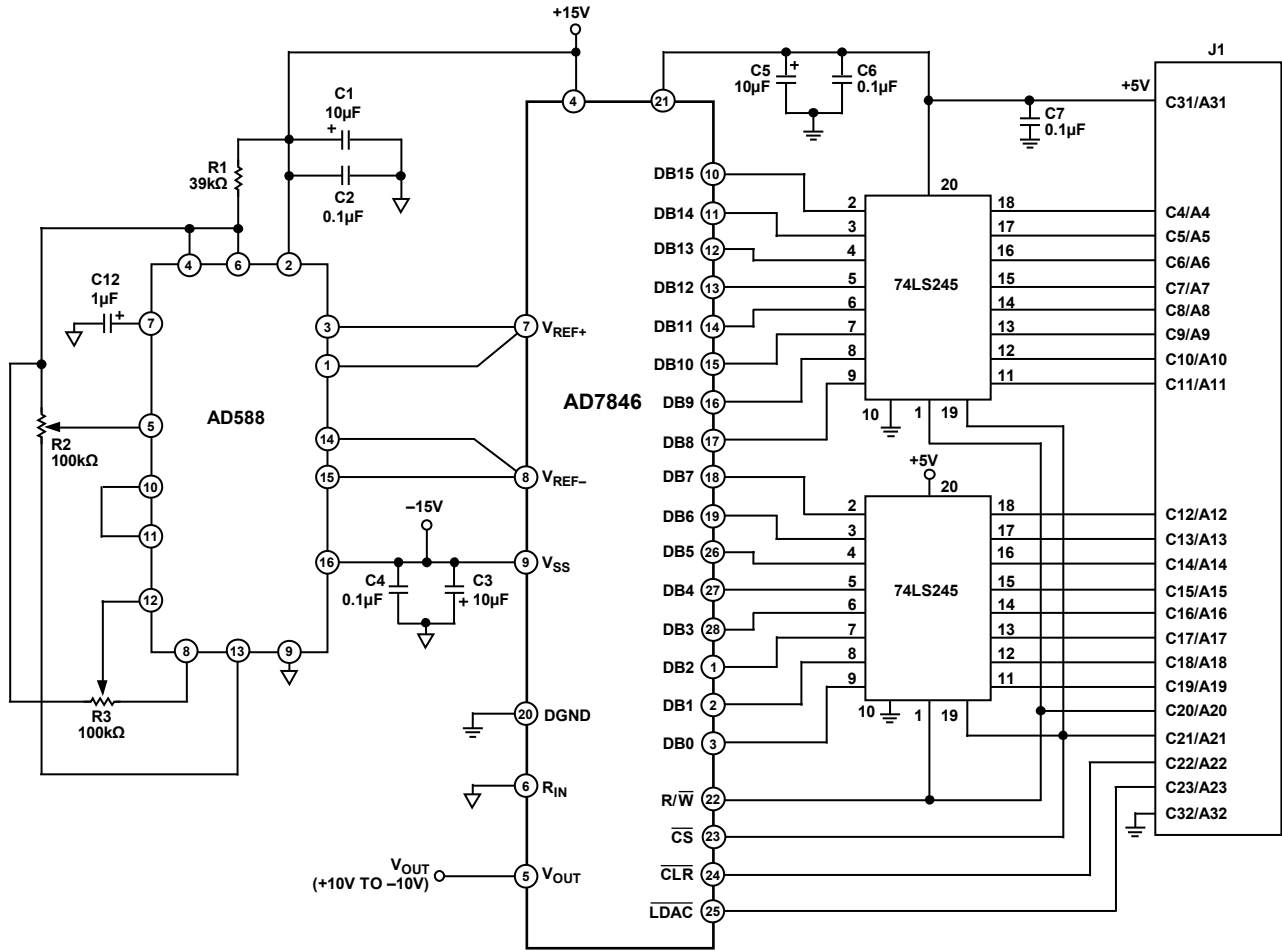 +15V
J1
4
21
C5
10µF
+
C6
0.1µF
+5V
C31/A31
C7
0.1µF
C1
10µF
+
R1
39kΩ
C2
0.1µF
4
6
2
C12
1µF
+
7
3
1
5
R2
100kΩ
AD588
14
15
10
11
16
12
8
13
9
R3
100kΩ
–15V
C4
0.1µF
C3
+ 10µF
7 VREF+
8 VREF–
9 VSS
20 DGND
6 RIN
VOUT
(+10V TO –10V)
5 VOUT
AD7846
DB15 10
DB14 11
DB13 12
DB12 13
DB11 14
DB10 15
DB9 16
DB8 17
DB7 18
DB6 19
DB5 26
DB4 27
DB3 28
DB2 1
DB1 2
DB0 3
R/W̅ 22
C̅S̅ 23
C̅L̅R̅ 24
L̅D̅A̅C̅ 25
20
2
3
4
5
6
7
8
9
74LS245
18
17
16
15
14
13
12
11
10
1
19
+5V
20
2
3
4
5
6
7
8
9
74LS245
18
17
16
15
14
13
12
11
10
1
19
C4/A4
C5/A5
C6/A6
C7/A7
C8/A8
C9/A9
C10/A10
C11/A11
C12/A12
C13/A13
C14/A14
C15/A15
C16/A16
C17/A17
C18/A18
C19/A19
C20/A20
C21/A21
C22/A22
C23/A23
C32/A32